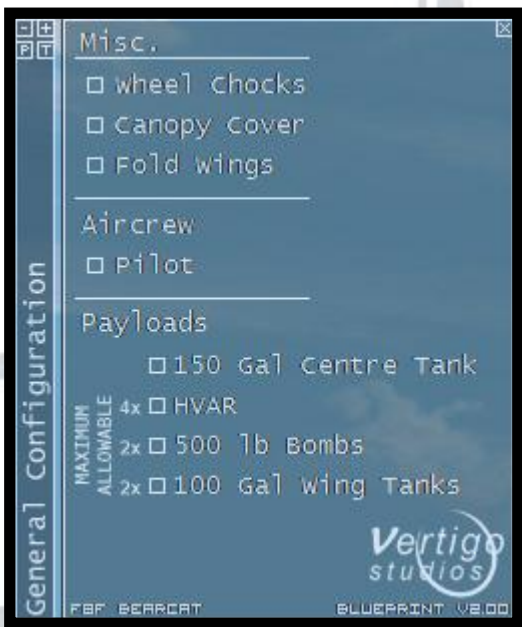 - +
P T
X
Misc.
Wheel Chocks
Canopy Cover
Fold Wings
Aircrew
Pilot
Payloads
150 Gal Centre Tank
MAXIMUM
ALLOWABLE
4x HVAR
2x 500 lb Bombs
2x 100 Gal Wing Tanks
General Configuration
Vertigo
studios
F8F BEARCAT
BLUEPRINT V2.00